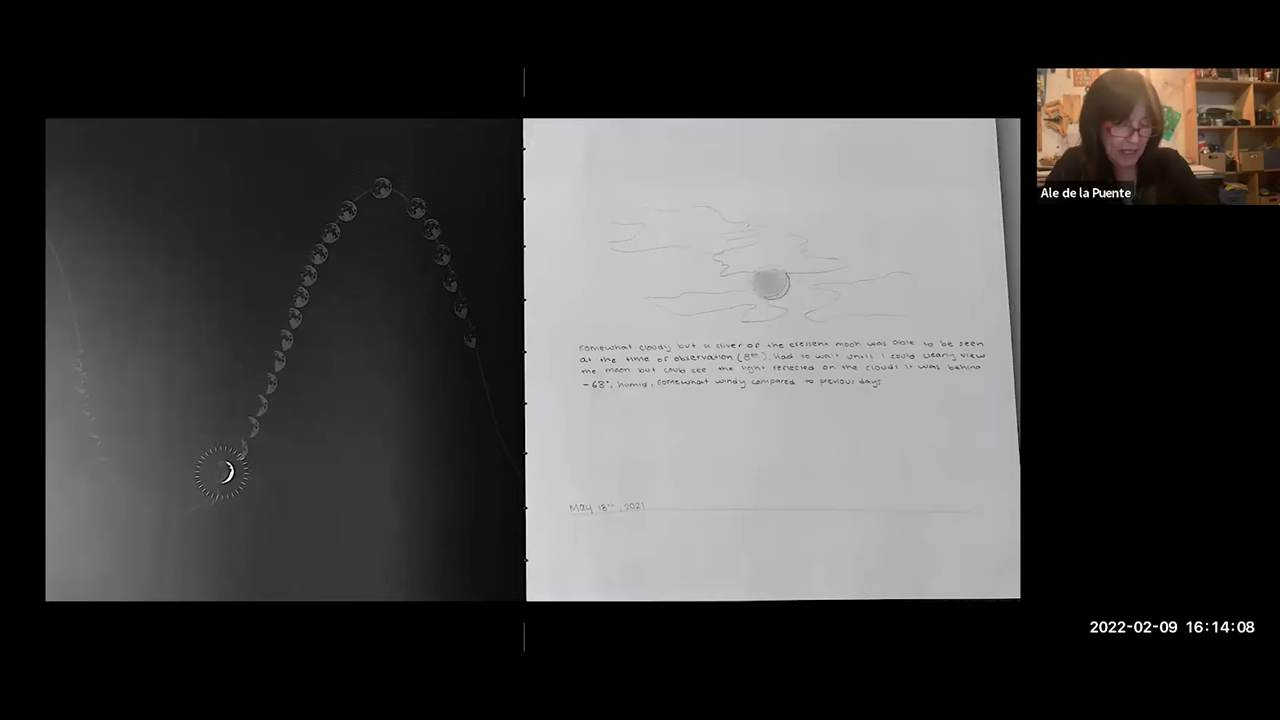 Ale de la Puente
somewhat cloudy but a sliver of the cressent moon was able to be seen
at the time of observation (8⁰⁰). Had to wait until I could clearly view
the moon but could see the light reflected on the clouds it was behind
~68°, humid, somewhat windy compared to previous days
May 13th, 2021
2022-02-09 16:14:08